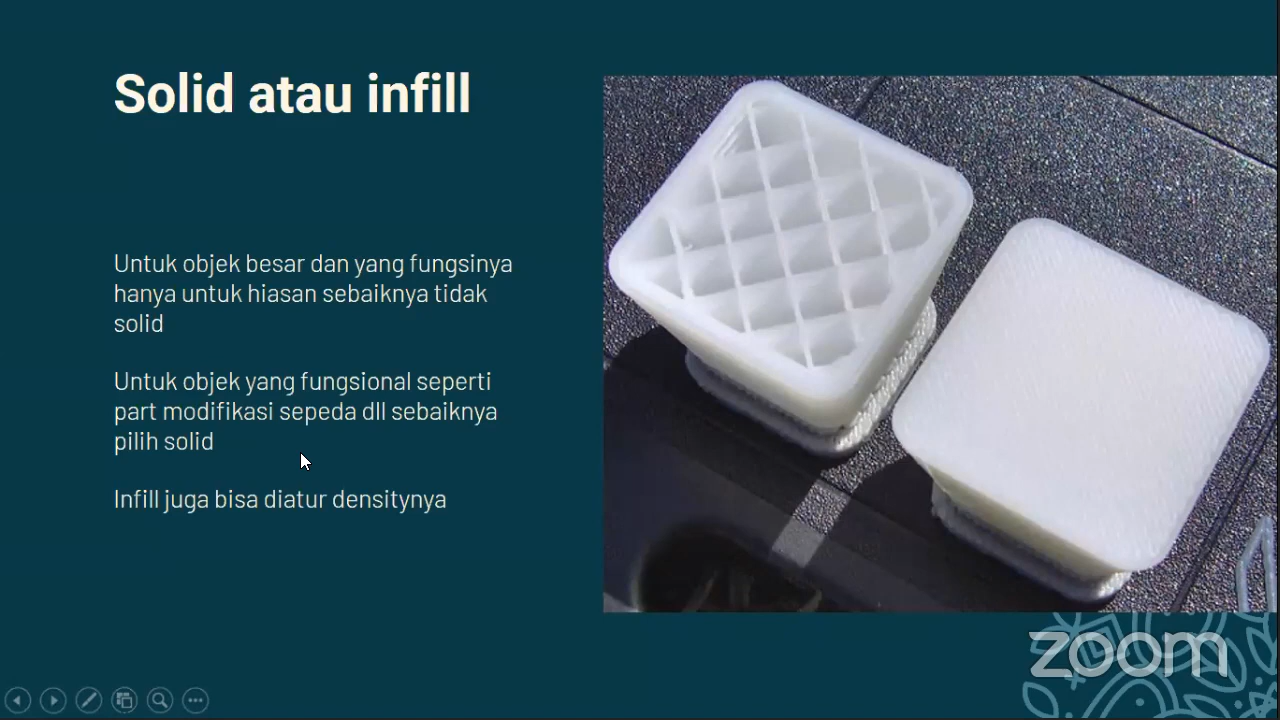 Solid atau infill
Untuk objek besar dan yang fungsinya
hanya untuk hiasan sebaiknya tidak
solid
Untuk objek yang fungsional seperti
part modifikasi sepeda dll sebaiknya
pilih solid
Infill juga bisa diatur densitynya
zoom